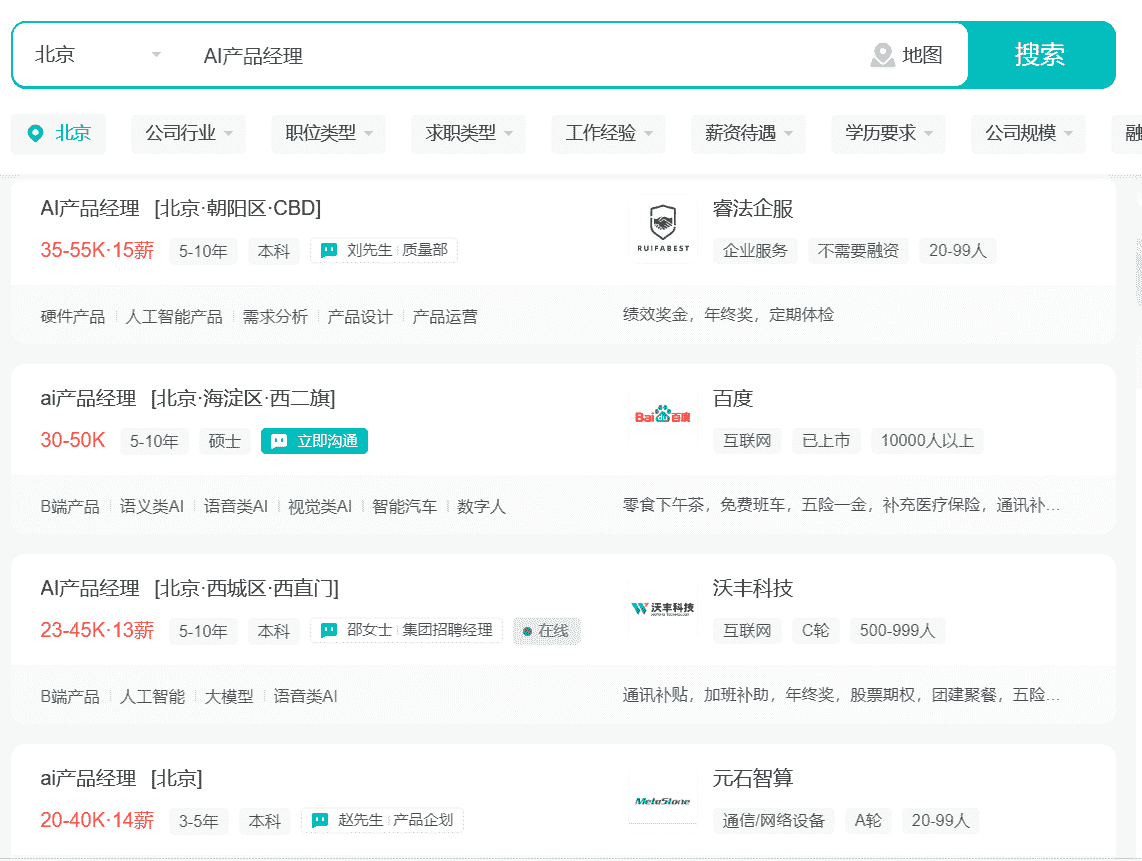 北京 AI产品经理 地图 搜索
北京 公司行业 职位类型 求职类型 工作经验 薪资待遇 学历要求 公司规模 融
AI产品经理 [北京·朝阳区·CBD] 睿法企服
35-55K·15薪 5-10年 本科 刘先生 质量部 RUIFABEST 企业服务 不需要融资 20-99人
硬件产品 人工智能产品 需求分析 产品设计 产品运营 绩效奖金，年终奖，定期体检
ai产品经理 [北京·海淀区·西二旗] 百度
Bai du 百度
30-50K 5-10年 硕士 立即沟通 互联网 已上市 10000人以上
B端产品 语义类AI 语音类AI 视觉类AI 智能汽车 数字人 零食下午茶，免费班车，五险一金，补充医疗保险，通讯补...
AI产品经理 [北京·西城区·西直门] 沃丰科技
沃丰科技
23-45K·13薪 5-10年 本科 邵女士 集团招聘经理 在线 互联网 C轮 500-999人
B端产品 人工智能 大模型 语音类AI 通讯补贴，加班补助，年终奖，股票期权，团建聚餐，五险...
ai产品经理 [北京] 元石智算
MetaStone
20-40K·14薪 3-5年 本科 赵先生 产品企划 通信/网络设备 A轮 20-99人